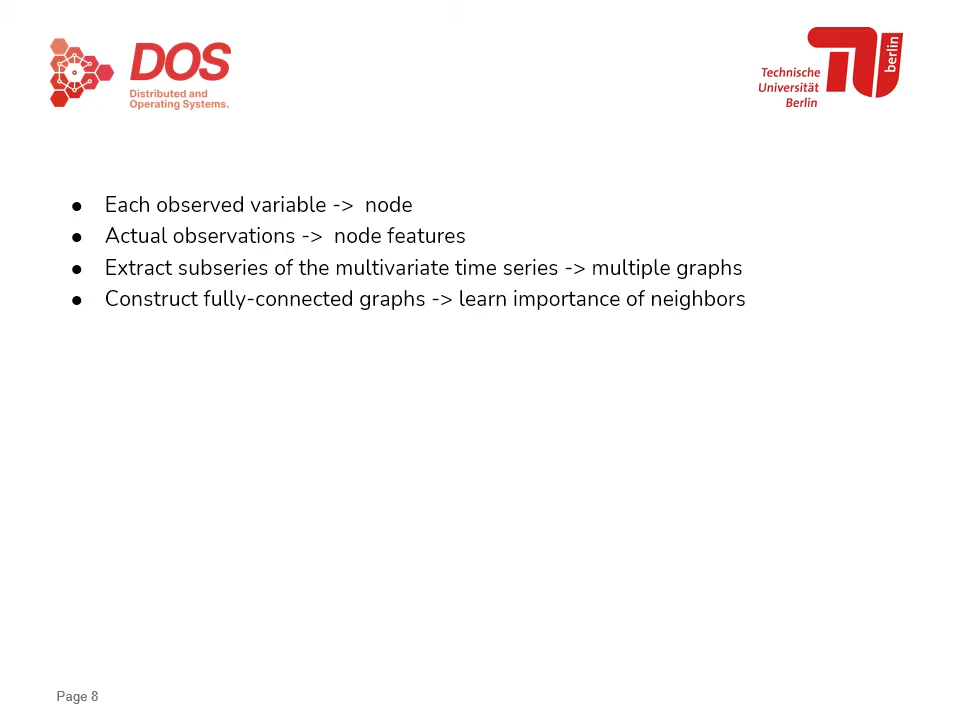 DOS
Distributed and
Operating Systems.
Technische
Universität
Berlin
berlin
● Each observed variable -> node
● Actual observations -> node features
● Extract subseries of the multivariate time series -> multiple graphs
● Construct fully-connected graphs -> learn importance of neighbors
Page 8